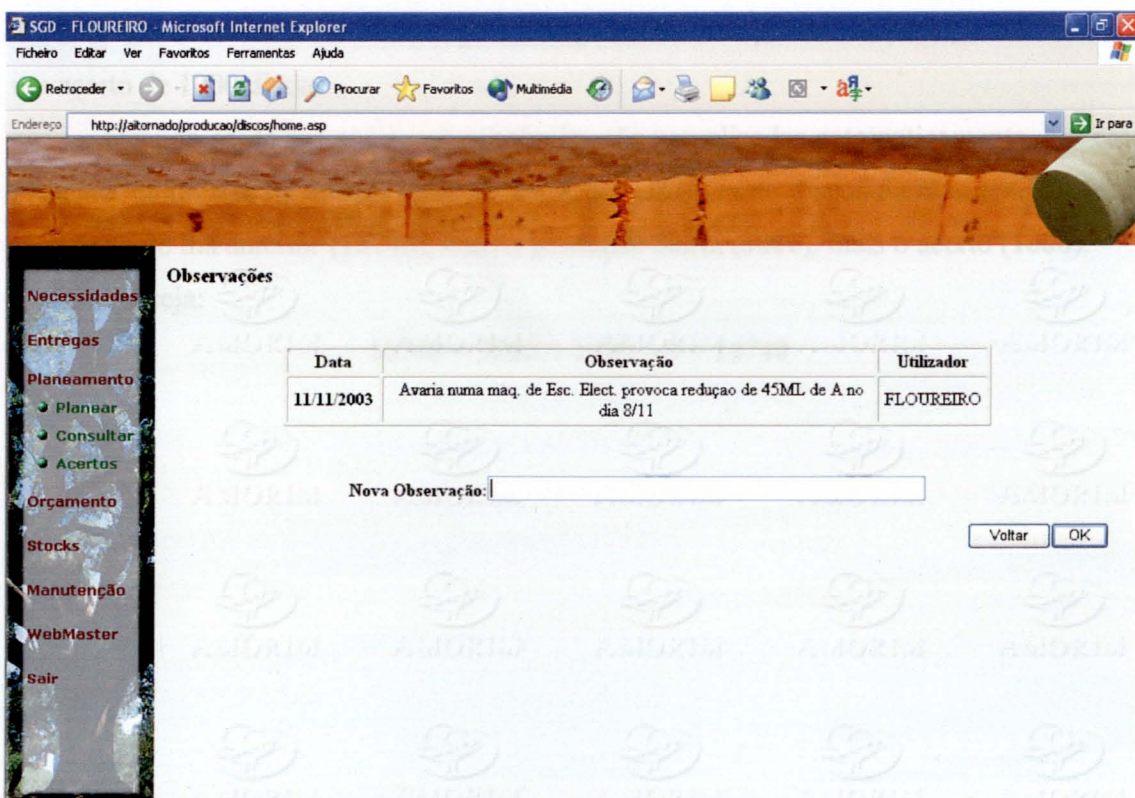 SGD - FLOUREIRO - Microsoft Internet Explorer
Ficheiro Editar Ver Favoritos Ferramentas Ajuda
Retroceder Procurar Favoritos Multimédia
Endereço http://aitornado/producao/discos/home.asp Ir para
Observações
Necessidades
Entregas
Planeamento
Planear
Consultar
Acertos
Orçamento
Stocks
Manutenção
WebMaster
Sair
Data Observação Utilizador
11/11/2003 Avaria numa maq. de Esc. Elect. provoca reduçao de 45ML de A no
dia 8/11 FLOUREIRO
Nova Observação:
Voltar OK